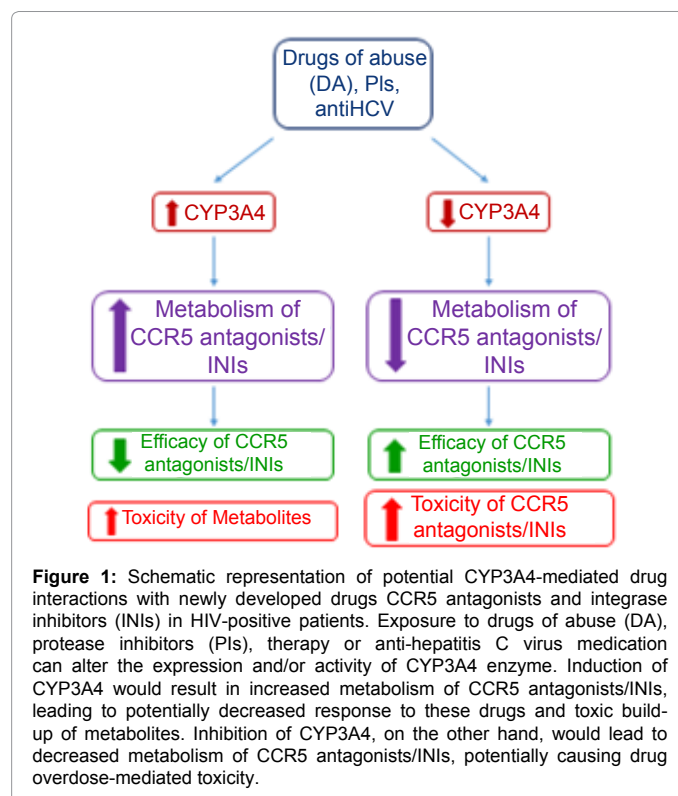 Drugs of abuse
(DA), PIs,
antiHCV
CYP3A4
CYP3A4
Metabolism of
CCR5 antagonists/
INIs
Metabolism of
CCR5 antagonists/
INIs
Efficacy of CCR5
antagonists/INIs
Efficacy of CCR5
antagonists/INIs
Toxicity of Metabolites
Toxicity of CCR5
antagonists/INIs
Figure 1: Schematic representation of potential CYP3A4-mediated drug
interactions with newly developed drugs CCR5 antagonists and integrase
inhibitors (INIs) in HIV-positive patients. Exposure to drugs of abuse (DA),
protease inhibitors (PIs), therapy or anti-hepatitis C virus medication
can alter the expression and/or activity of CYP3A4 enzyme. Induction of
CYP3A4 would result in increased metabolism of CCR5 antagonists/INIs,
leading to potentially decreased response to these drugs and toxic build-
up of metabolites. Inhibition of CYP3A4, on the other hand, would lead to
decreased metabolism of CCR5 antagonists/INIs, potentially causing drug
overdose-mediated toxicity.